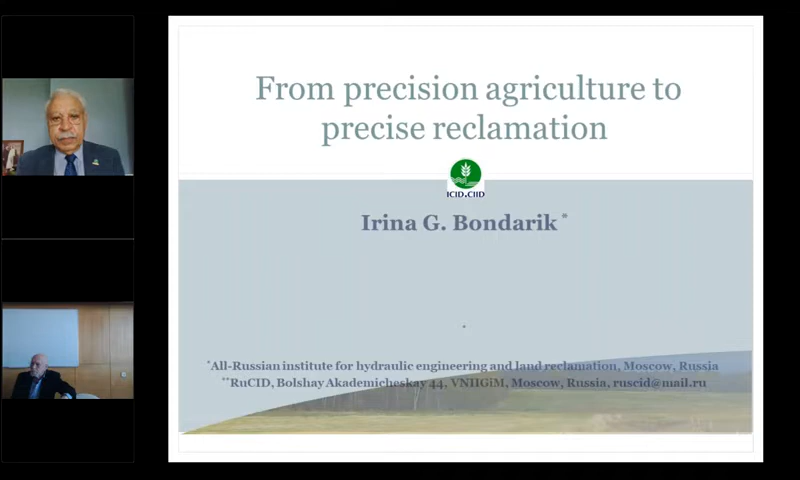 From precision agriculture to
precise reclamation
ICID.CIID
Irina G. Bondarik *
*
*All-Russian institute for hydraulic engineering and land reclamation, Moscow, Russia
**RuCID, Bolshay Akademicheskay 44, VNIIGiM, Moscow, Russia, ruscid@mail.ru